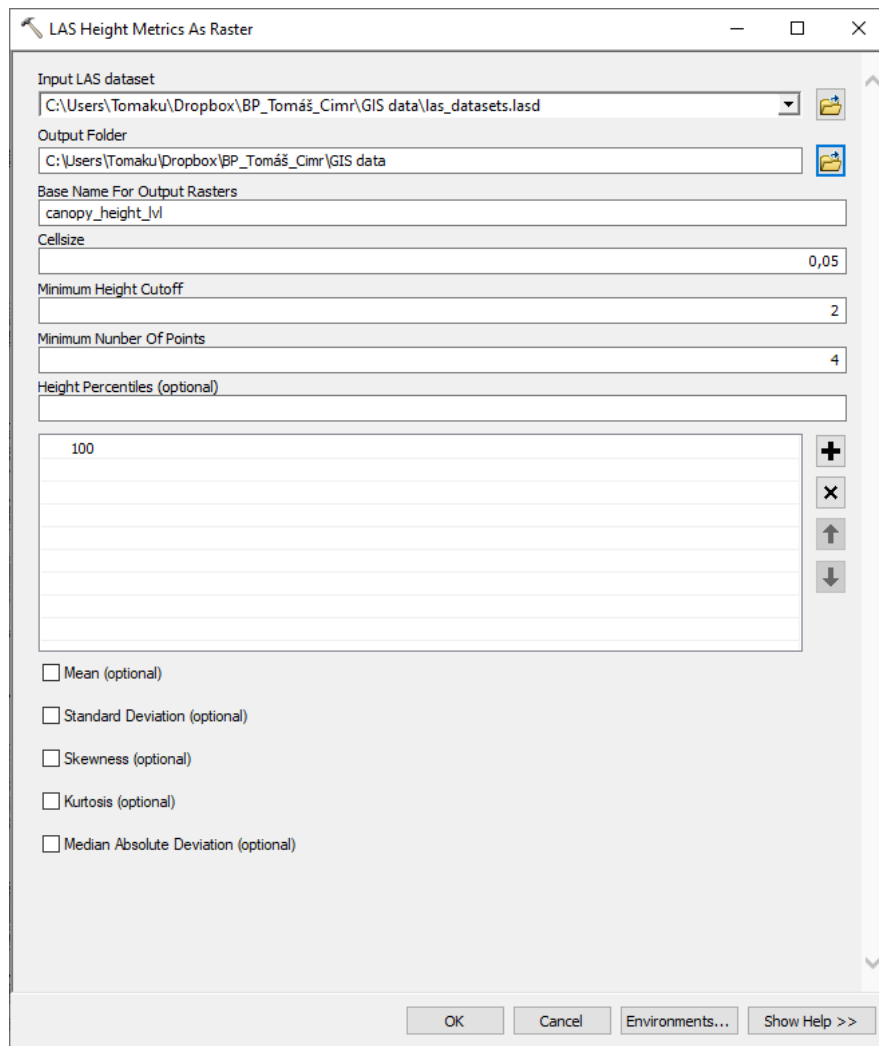 LAS Height Metrics As Raster
Input LAS dataset
C:\Users\Tomaku\Dropbox\BP_Tomáš_Cimr\GIS data\las_datasets.lasd
Output Folder
C:\Users\Tomaku\Dropbox\BP_Tomáš_Cimr\GIS data
Base Name For Output Rasters
canopy_height_lvl
Cellsize
0,05
Minimum Height Cutoff
2
Minimum Nunber Of Points
4
Height Percentiles (optional)
100
Mean (optional)
Standard Deviation (optional)
Skewness (optional)
Kurtosis (optional)
Median Absolute Deviation (optional)
OK Cancel Environments... Show Help >>